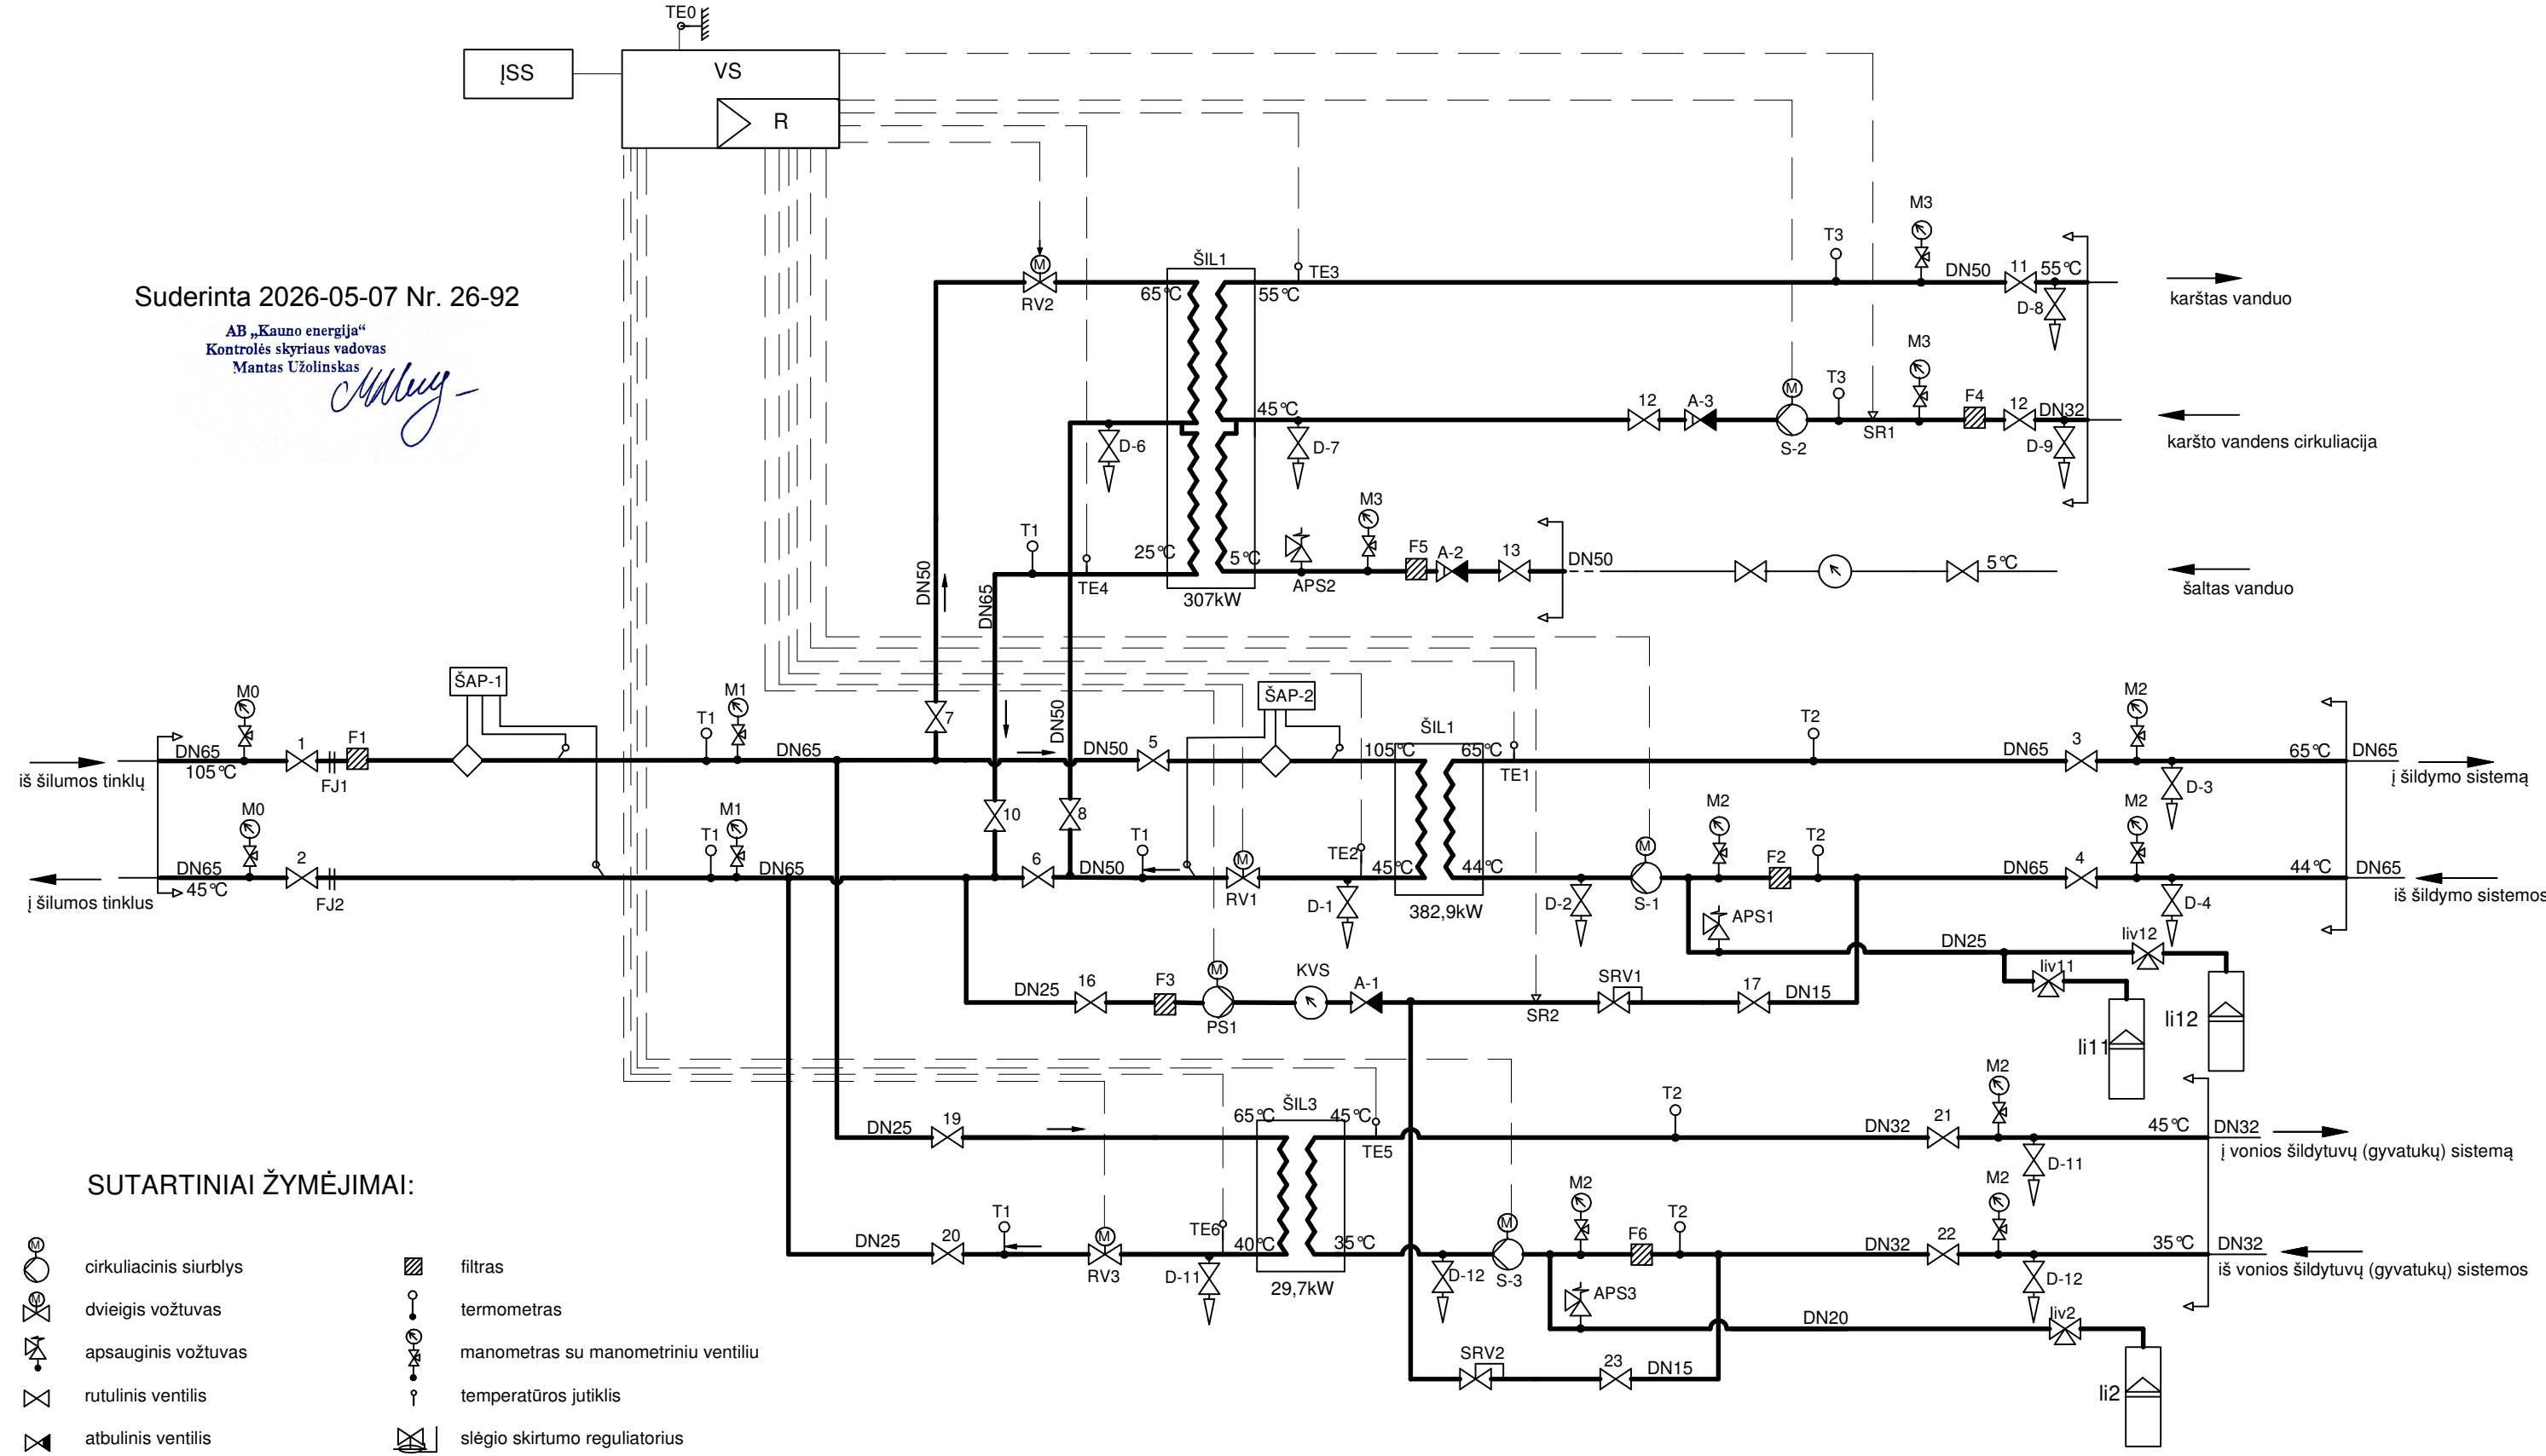 TE0
ĮSS
VS
R
Suderinta 2026-05-07 Nr. 26-92
AB „Kauno energija“
Kontrolės skyriaus vadovas
Mantas Užolinskas
M3
T3
ŠIL1
TE3
DN50
11
55°C
65°C
55°C
RV2
D-8
karštas vanduo
M3
T3
45°C
12
A-3
F4
12
DN32
D-6
D-7
S-2
SR1
D-9
karšto vandens cirkuliacija
M3
T1
25°C
5°C
F5
A-2
13
DN50
5°C
DN50
DN65
TE4
APS2
307kW
šaltas vanduo
M0
ŠAP-1
M1
T1
7
DN50
ŠAP-2
ŠIL1
T2
M2
1
F1
DN65
105°C
DN65
DN50
5
105°C
65°C
TE1
DN65
3
65°C
DN65
iš šilumos tinklų
FJ1
D-3
į šildymo sistemą
M0
M1
10
8
M2
M2
2
T1
T1
TE2
F2
T2
DN65
DN65
6
DN50
45°C
44°C
DN65
4
44°C
DN65
45°C
į šilumos tinklus
FJ2
RV1
D-1
382,9kW
D-2
S-1
D-4
iš šildymo sistemos
APS1
DN25
liv12
liv11
DN25
16
F3
KVS
A-1
SRV1
17
DN15
PS1
SR2
li12
li11
M2
ŠIL3
T2
65°C
45°C
DN25
19
DN32
21
45°C
DN32
TE5
D-11
į vonios šildytuvų (gyvatukų) sistemą
SUTARTINIAI ŽYMĖJIMAI:
M2
M2
T1
TE6
F6
T2
DN25
20
40°C
35°C
DN32
22
35°C
DN32
RV3
D-11
29,7kW
D-12
S-3
D-12
iš vonios šildytuvų (gyvatukų) sistemos
APS3
DN20
liv2
SRV2
23
DN15
li2
M
cirkuliacinis siurblys
filtras
M
dvieigis vožtuvas
termometras
apsauginis vožtuvas
manometras su manometriniu ventiliu
rutulinis ventilis
temperatūros jutiklis
atbulinis ventilis
slėgio skirtumo reguliatorius